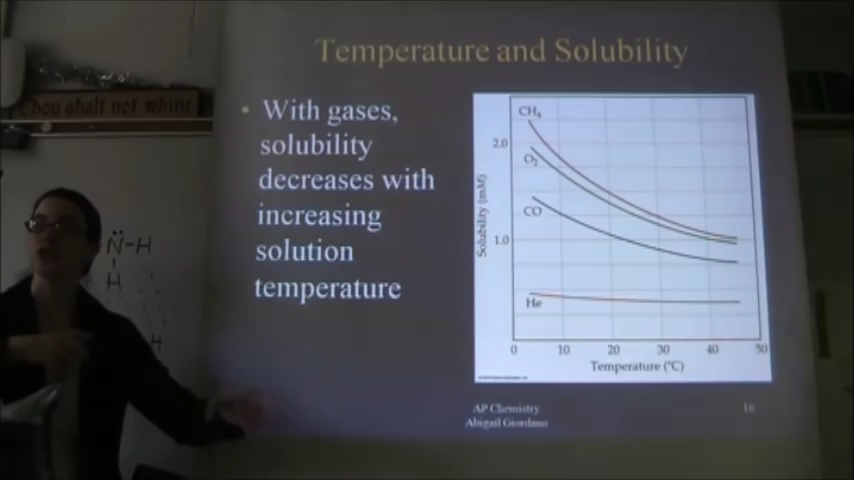 Temperature and Solubility
Thou shalt not whine
• With gases,
solubility
decreases with
increasing
solution
temperature
N-H
H
H
CH4
2.0
O2
Solubility (mM)
CO
1.0
He
0 10 20 30 40 50
Temperature (°C)
AP Chemistry
Abigail Giordano
16